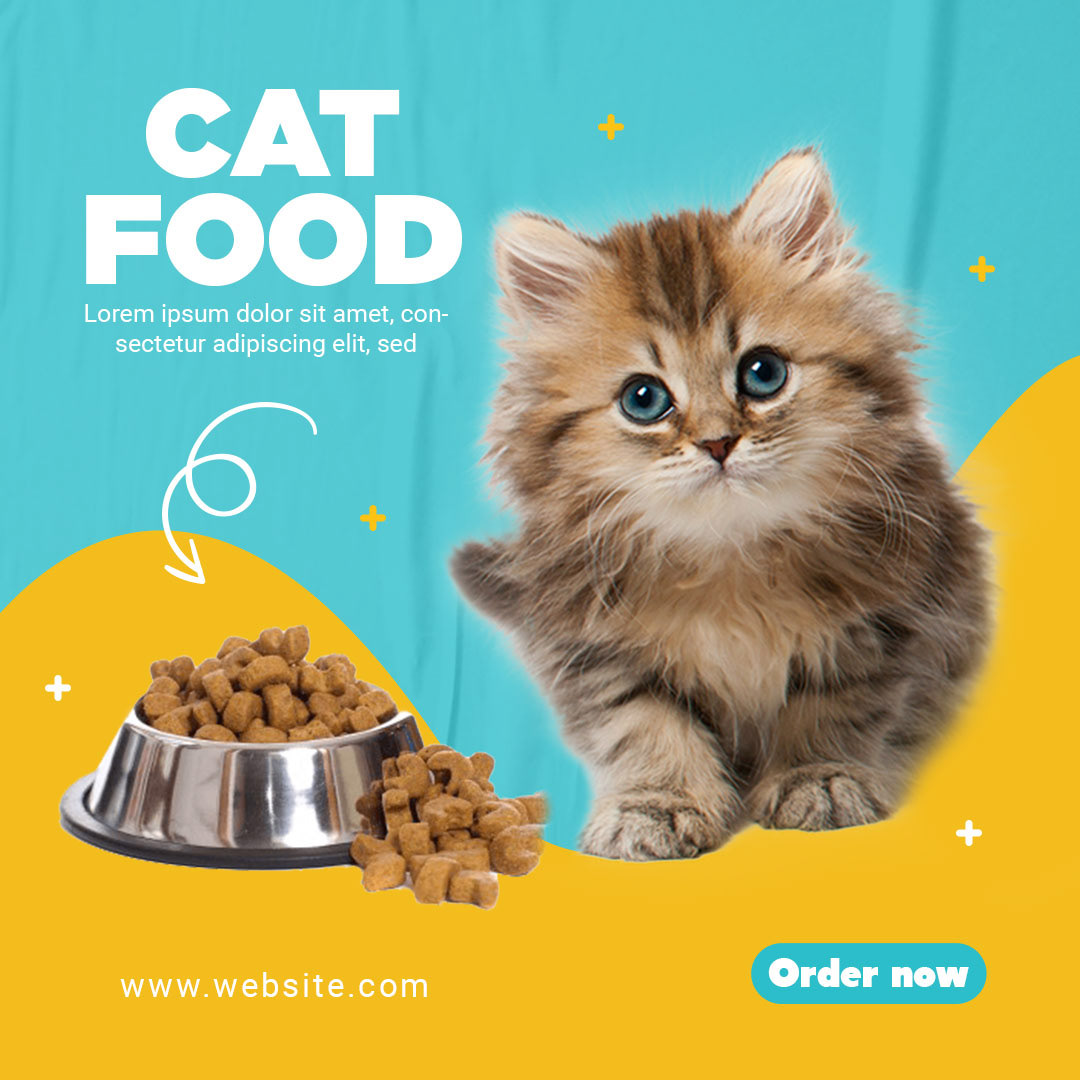 CAT
FOOD
Lorem ipsum dolor sit amet, con-
sectetur adipiscing elit, sed
www.website.com
Order now